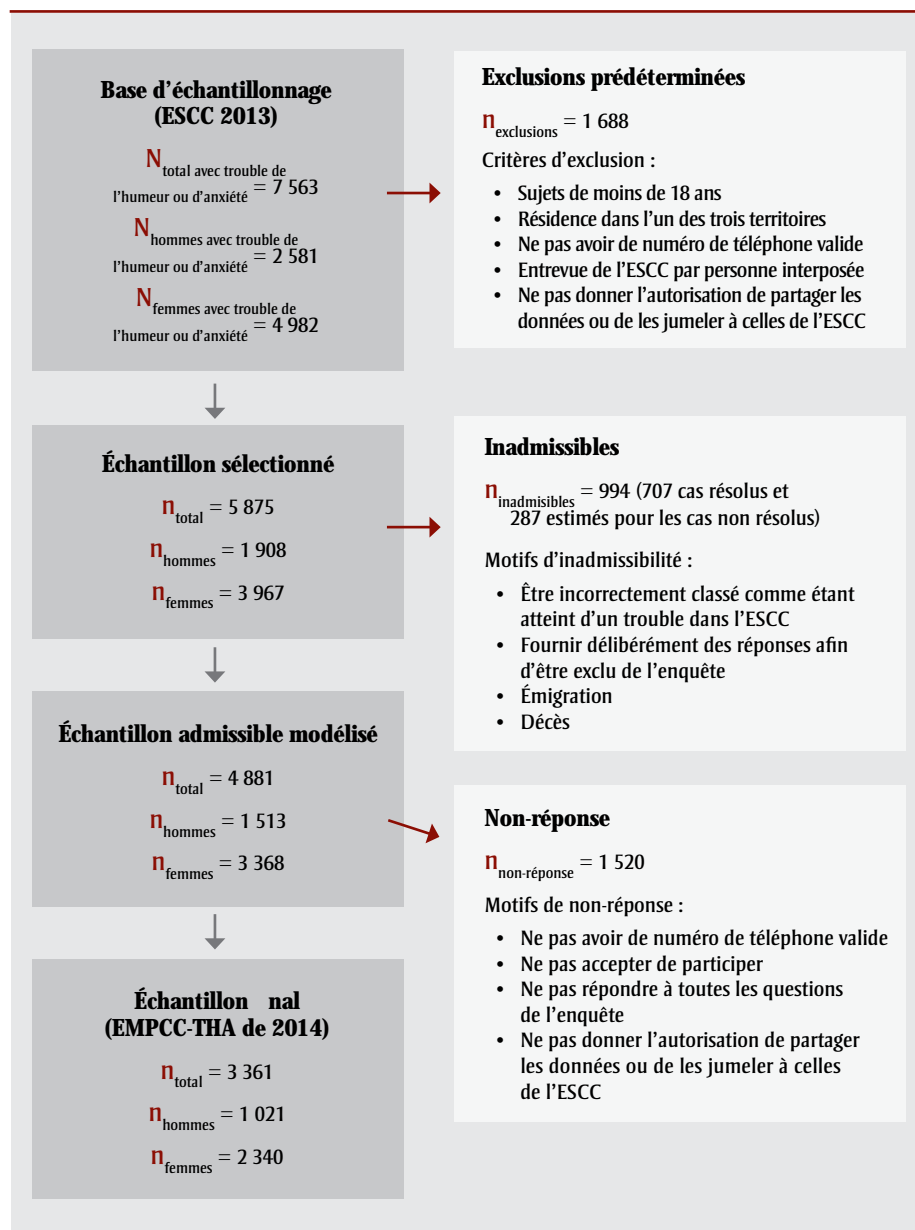 Base d'échantillonnage
(ESCC 2013)
N total avec trouble de
l'humeur ou d'anxiété = 7 563
N hommes avec trouble de
l'humeur ou d'anxiété = 2 581
N femmes avec trouble de
l'humeur ou d'anxiété = 4 982
Exclusions prédéterminées
n exclusions = 1 688
Critères d'exclusion :
• Sujets de moins de 18 ans
• Résidence dans l'un des trois territoires
• Ne pas avoir de numéro de téléphone valide
• Entrevue de l'ESCC par personne interposée
• Ne pas donner l'autorisation de partager les
données ou de les jumeler à celles de l'ESCC
Échantillon sélectionné
n total = 5 875
n hommes = 1 908
n femmes = 3 967
Inadmissibles
n inadmisibles = 994 (707 cas résolus et
287 estimés pour les cas non résolus)
Motifs d'inadmissibilité :
• Être incorrectement classé comme étant
atteint d'un trouble dans l'ESCC
• Fournir délibérément des réponses afin
d'être exclu de l'enquête
• Émigration
• Décès
Échantillon admissible modélisé
n total = 4 881
n hommes = 1 513
n femmes = 3 368
Non-réponse
n non-réponse = 1 520
Motifs de non-réponse :
• Ne pas avoir de numéro de téléphone valide
• Ne pas accepter de participer
• Ne pas répondre à toutes les questions
de l'enquête
• Ne pas donner l'autorisation de partager
les données ou de les jumeler à celles
de l'ESCC
Échantillon nal
(EMPCC-THA de 2014)
n total = 3 361
n hommes = 1 021
n femmes = 2 340